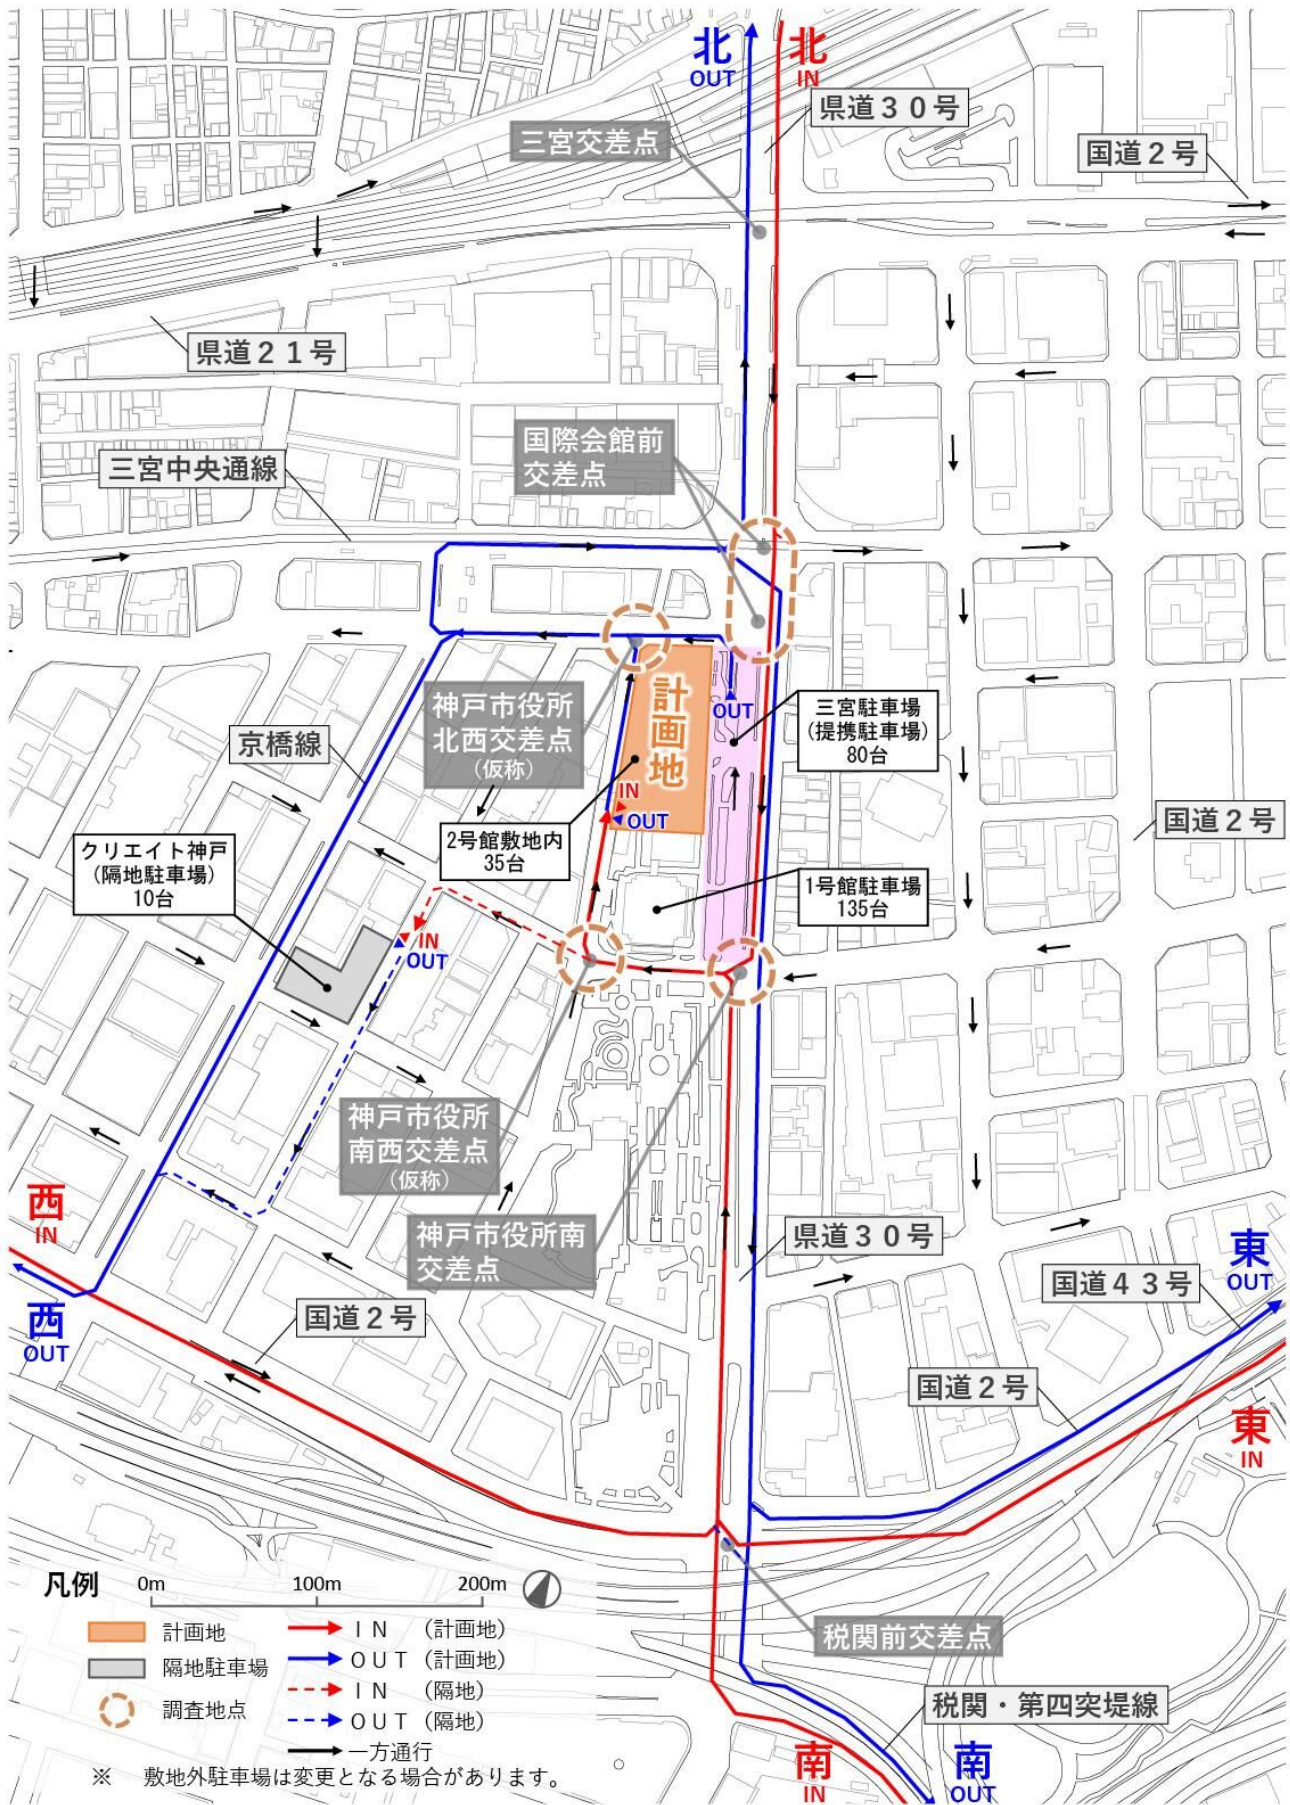 北
OUT
北
IN
県道３０号
三宮交差点
国道２号
県道２１号
国際会館前
交差点
三宮中央通線
計画地
神戸市役所
北西交差点
（仮称）
OUT
三宮駐車場
(提携駐車場)
80台
京橋線
IN
OUT
国道２号
2号館敷地内
35台
クリエイト神戸
(隔地駐車場)
10台
1号館駐車場
135台
IN
OUT
神戸市役所
南西交差点
（仮称）
西
IN
神戸市役所南
交差点
県道３０号
東
OUT
国道４３号
西
OUT
国道２号
国道２号
東
IN
凡例
0m 100m 200m
計画地
隔地駐車場
調査地点
ＩＮ （計画地）
ＯＵＴ（計画地）
ＩＮ （隔地）
ＯＵＴ（隔地）
一方通行
※ 敷地外駐車場は変更となる場合があります。
税関前交差点
税関・第四突堤線
南
IN
南
OUT